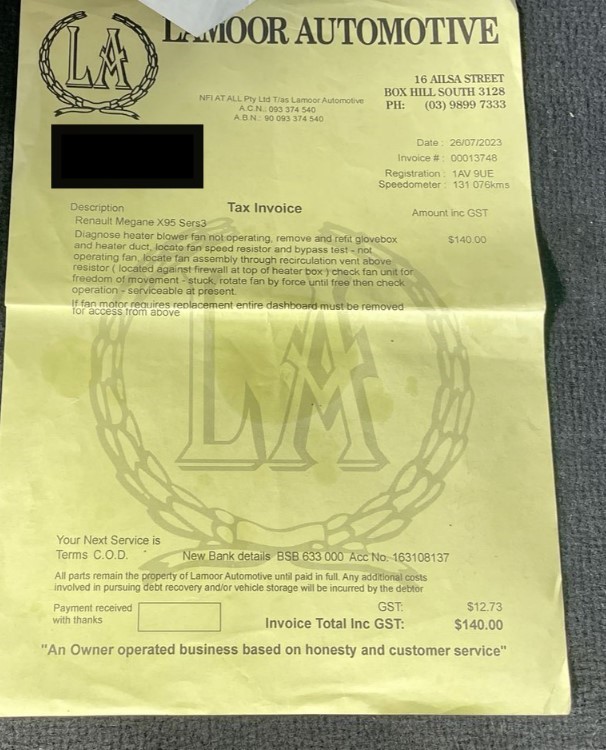 LA
LAMOOR AUTOMOTIVE
16 AILSA STREET
BOX HILL SOUTH 3128
PH: (03) 9899 7333
NFI AT ALL Pty Ltd T/as Lamoor Automotive
A.C.N.: 093 374 540
A.B.N.: 90 093 374 540
Date : 26/07/2023
Invoice # : 00013748
Registration : 1AV 9UE
Speedometer : 131 076kms
Description Tax Invoice Amount inc GST
Renault Megane X95 Sers3
Diagnose heater blower fan not operating, remove and refit glovebox $140.00
and heater duct, locate fan speed resistor and bypass test - not
operating fan, locate fan assembly through recirculation vent above
resistor ( located against firewall at top of heater box ) check fan unit for
freedom of movement - stuck, rotate fan by force until free then check
operation - serviceable at present.
If fan motor requires replacement entire dashboard must be removed
for access from above
LA
Your Next Service is
Terms C.O.D. - New Bank details BSB 633 000 Acc No. 163108137
All parts remain the property of Lamoor Automotive until paid in full. Any additional costs
involved in pursuing debt recovery and/or vehicle storage will be incurred by the debtor
Payment received GST: $12.73
with thanks Invoice Total Inc GST: $140.00
"An Owner operated business based on honesty and customer service"